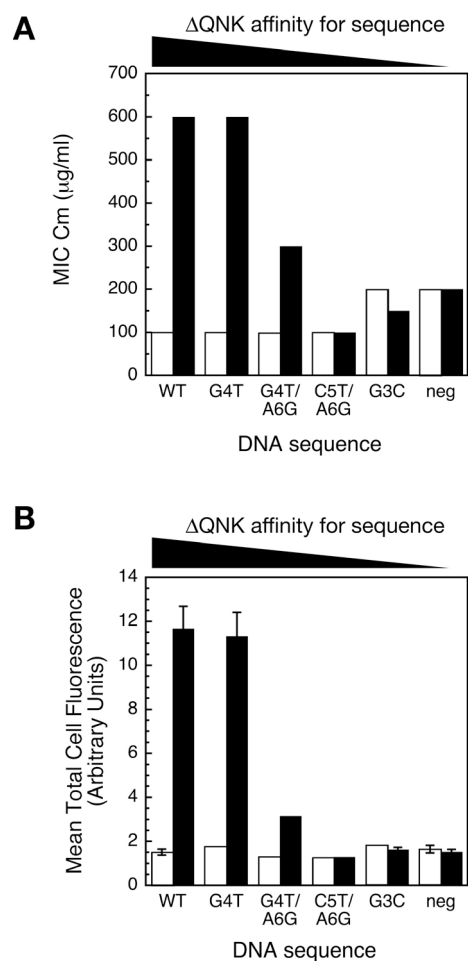 A
ΔQNK affinity for sequence
700
600
500
400
300
200
100
0
MIC Cm (μg/ml)
WT G4T G4T/ C5T/ G3C neg
A6G A6G
DNA sequence
B
ΔQNK affinity for sequence
14
12
10
8
6
4
2
0
Mean Total Cell Fluorescence
(Arbitrary Units)
WT G4T G4T/ C5T/ G3C neg
A6G A6G
DNA sequence